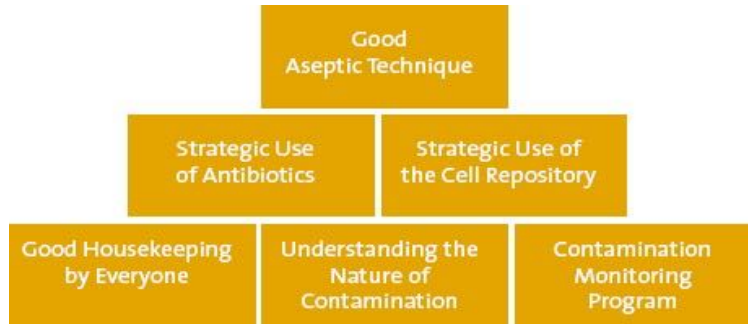 Good
Aseptic Technique
Strategic Use
of Antibiotics
Strategic Use of
the Cell Repository
Good Housekeeping
by Everyone
Understanding the
Nature of
Contamination
Contamination
Monitoring
Program